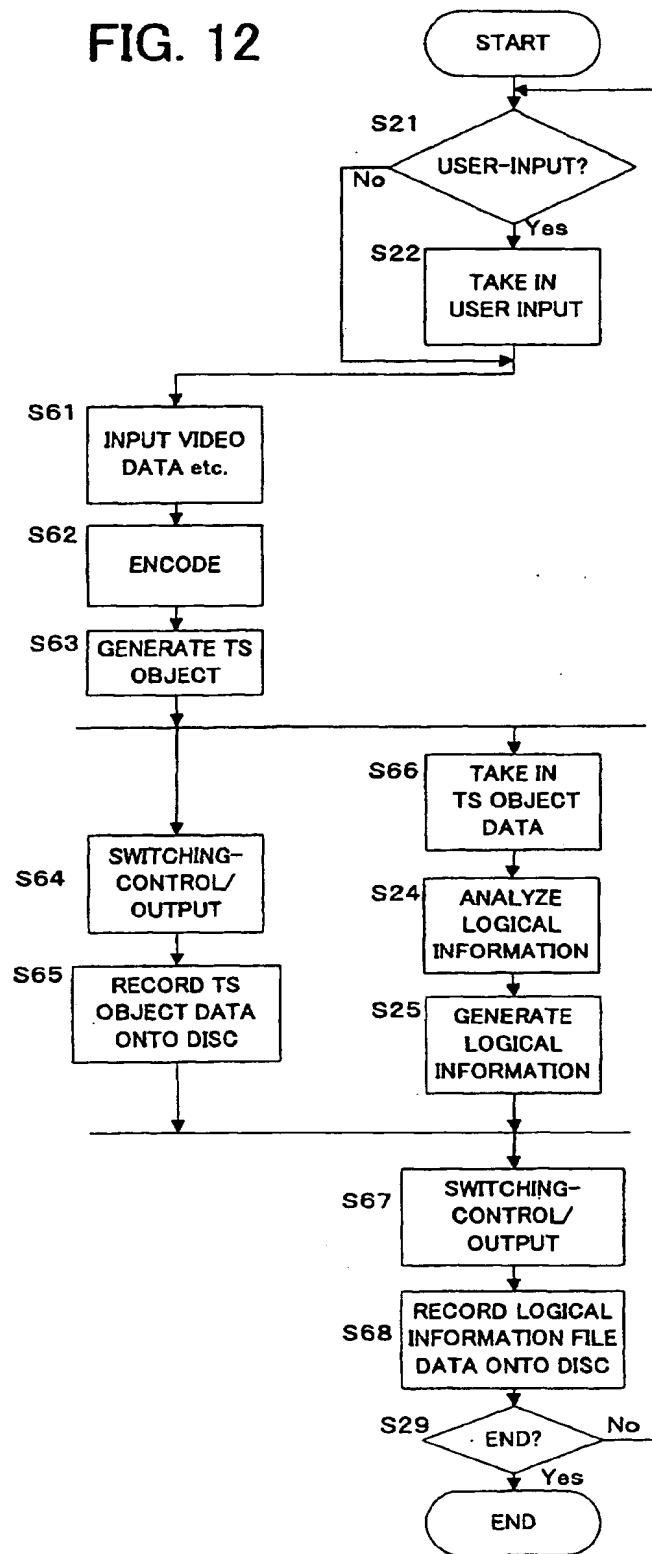 FIG. 12
START
S21
USER-INPUT?
No
Yes
S22
TAKE IN
USER INPUT
S61
INPUT VIDEO
DATA etc.
S62
ENCODE
S63
GENERATE TS
OBJECT
S66
TAKE IN
TS OBJECT
DATA
S64
SWITCHING-
CONTROL/
OUTPUT
S24
ANALYZE
LOGICAL
INFORMATION
S65
RECORD TS
OBJECT DATA
ONTO DISC
S25
GENERATE
LOGICAL
INFORMATION
S67
SWITCHING-
CONTROL/
OUTPUT
S68
RECORD LOGICAL
INFORMATION FILE
DATA ONTO DISC
S29
END?
No
Yes
END